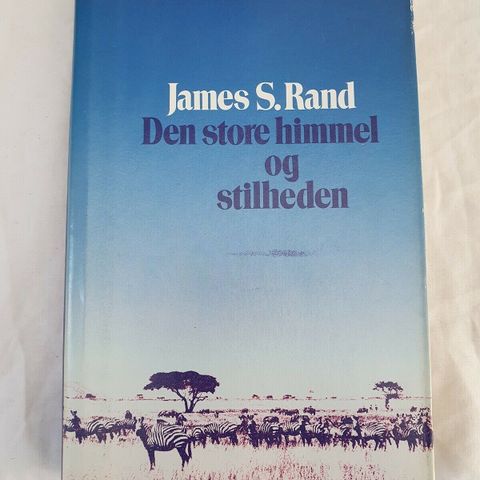 James S. Rand
Den store himmel
og
stilheden